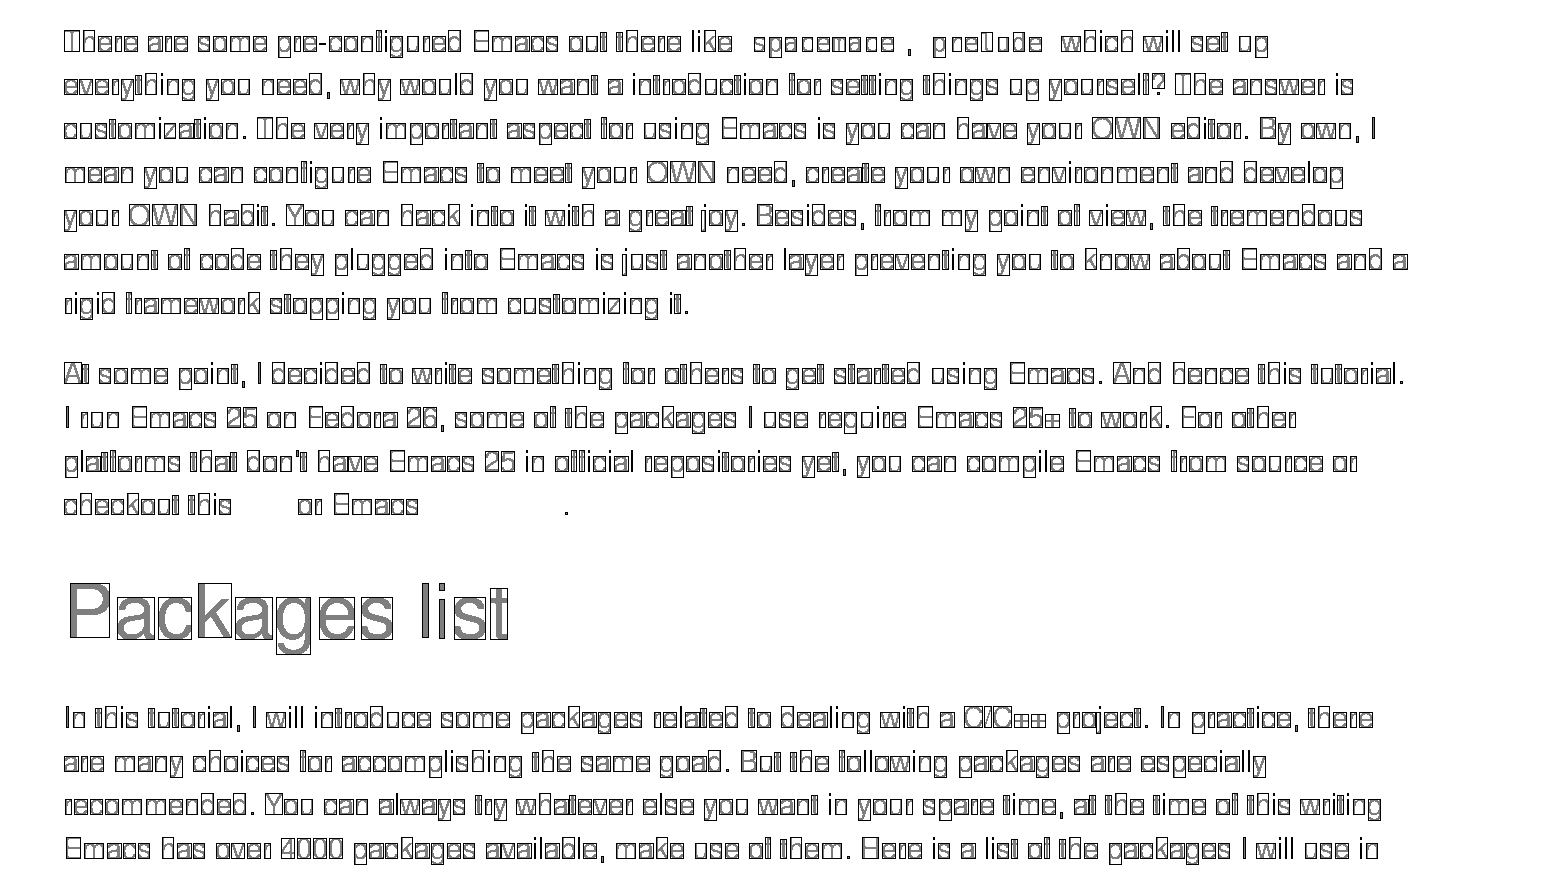 There are some pre-configured Emacs out there like spacemacs , prelude which will set up
everything you need, why would you want a introduction for setting things up yourself? The answer is
customization. The very important aspect for using Emacs is you can have your OWN editor. By own, I
mean you can configure Emacs to meet your OWN need, create your own environment and develop
your OWN habit. You can hack into it with a great joy. Besides, from my point of view, the tremendous
amount of code they plugged into Emacs is just another layer preventing you to know about Emacs and a
rigid framework stopping you from customizing it.
At some point, I decided to write something for others to get started using Emacs. And hence this tutorial.
I run Emacs 25 on Fedora 26, some of the packages I use require Emacs 25+ to work. For other
platforms that don't have Emacs 25 in official repositories yet, you can compile Emacs from source or
checkout this or Emacs .
Packages list
In this tutorial, I will introduce some packages related to dealing with a C/C++ project. In practice, there
are many choices for accomplishing the same goad. But the following packages are especially
recommended. You can always try whatever else you want in your spare time, at the time of this writing
Emacs has over 4000 packages available, make use of them. Here is a list of the packages I will use in